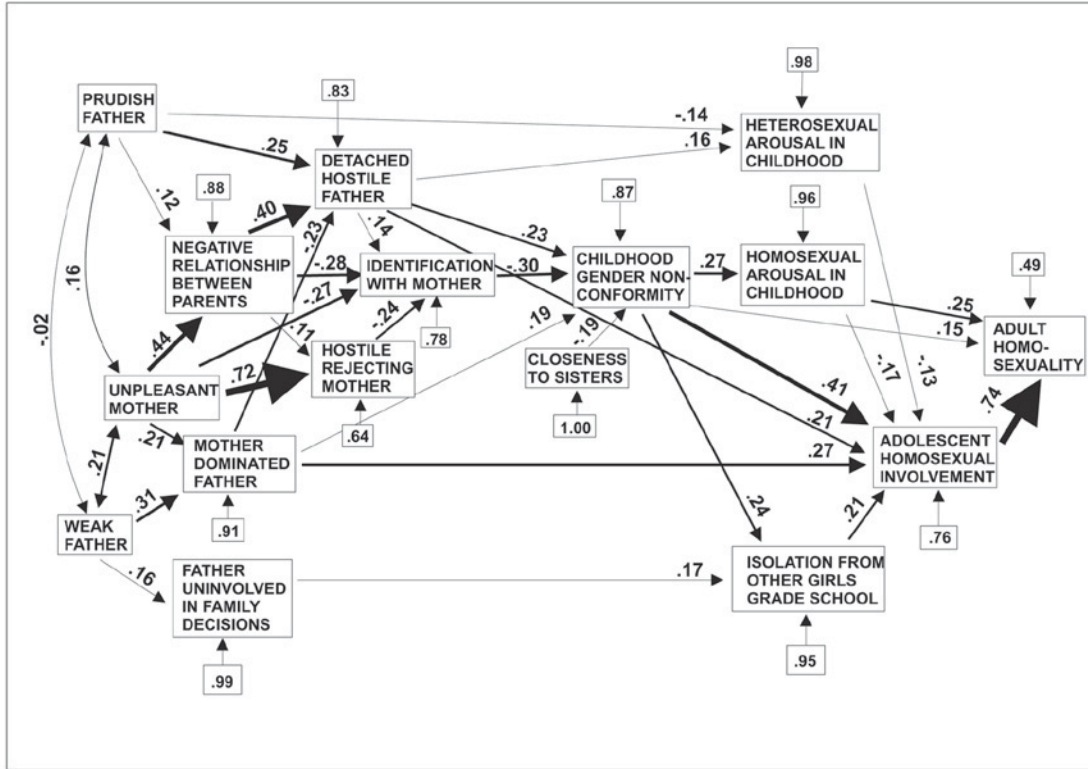 .98
PRUDISH
FATHER
.83
-.14
HETEROSEXUAL
AROUSAL IN
CHILDHOOD
.25
.16
DETACHED
HOSTILE
FATHER
.12
.88
.40
.14
-.23
.87
.96
.23
NEGATIVE
RELATIONSHIP
BETWEEN
PARENTS
-.28
IDENTIFICATION
WITH MOTHER
-.30
CHILDHOOD
GENDER NON-
CONFORMITY
.27
HOMOSEXUAL
AROUSAL IN
CHILDHOOD
.49
.16
-.02
-.27
-.24
.11
.78
.19
-.19
.25
.15
ADULT
HOMO-
SEXUALITY
.44
.72
HOSTILE
REJECTING
MOTHER
CLOSENESS
TO SISTERS
-.17
-.13
UNPLEASANT
MOTHER
.41
.74
.21
.64
1.00
.21
.21
MOTHER
DOMINATED
FATHER
.27
ADOLESCENT
HOMOSEXUAL
INVOLVEMENT
.31
WEAK
FATHER
.91
.24
.21
.76
.16
FATHER
UNINVOLVED
IN FAMILY
DECISIONS
.17
ISOLATION FROM
OTHER GIRLS
GRADE SCHOOL
.99
.95